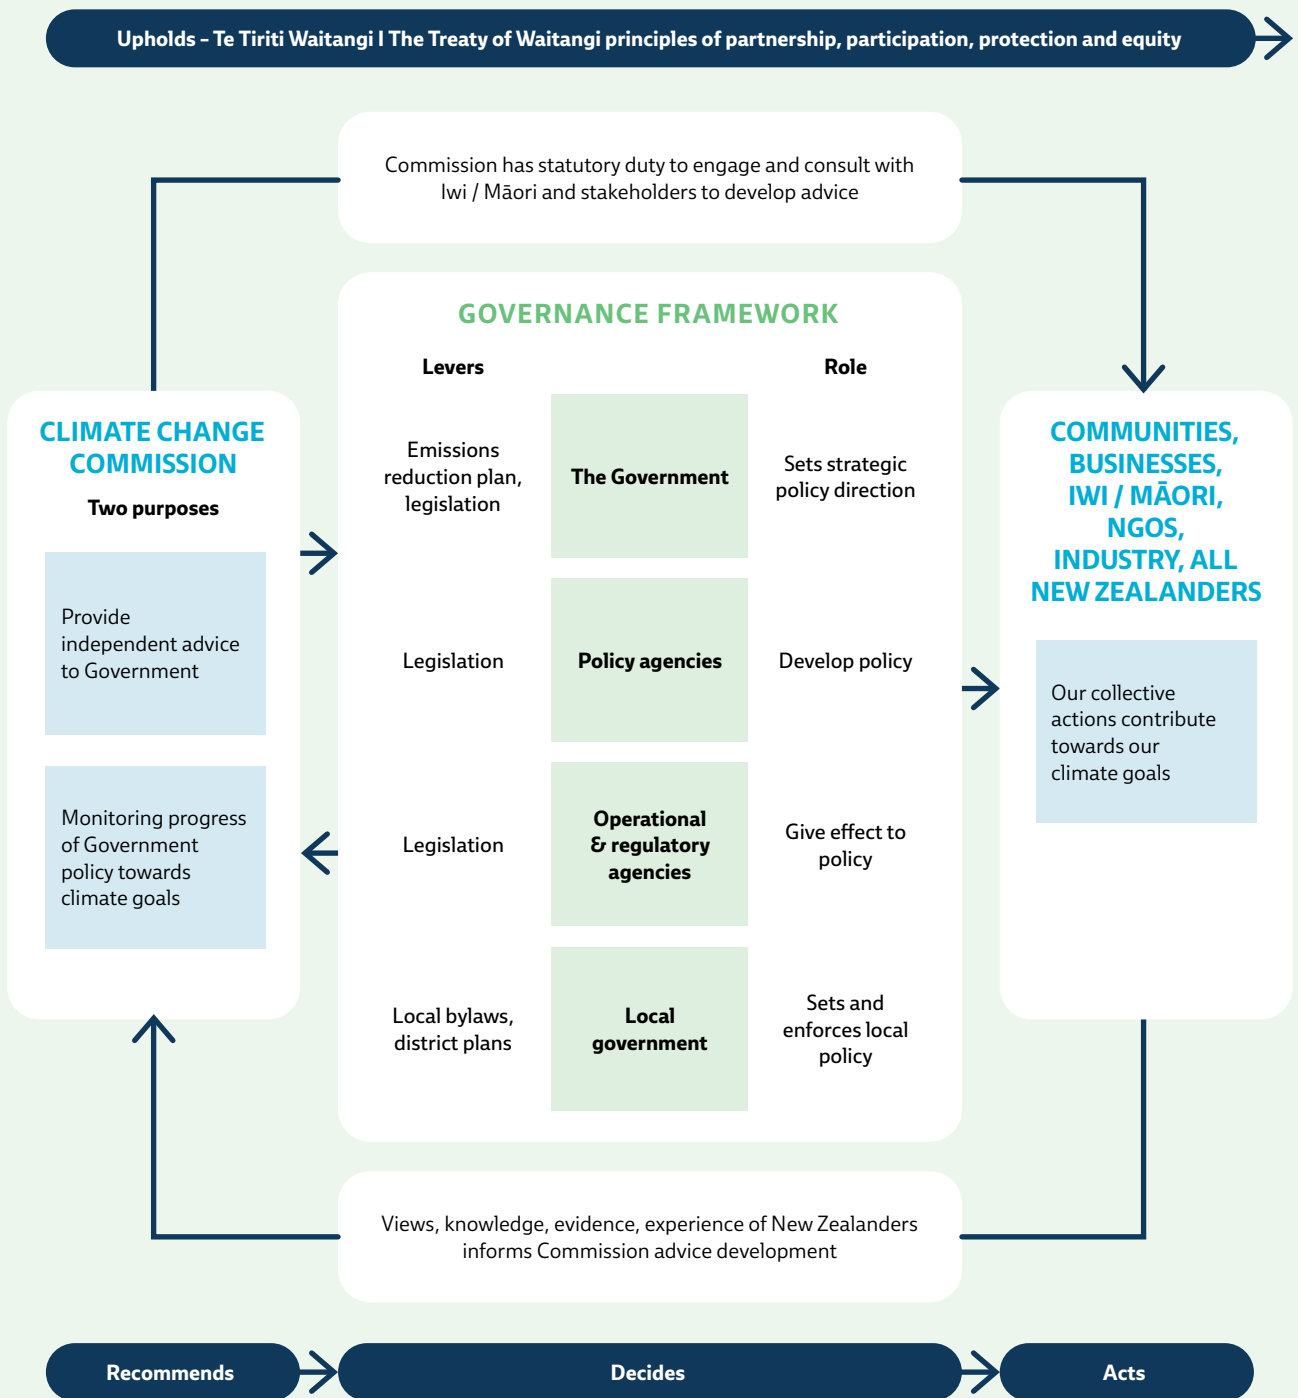 Upholds – Te Tiriti Waitangi I The Treaty of Waitangi principles of partnership, participation, protection and equity
Commission has statutory duty to engage and consult with
Iwi / Māori and stakeholders to develop advice
CLIMATE CHANGE
COMMISSION
Two purposes
Provide
independent advice
to Government
Monitoring progress
of Government
policy towards
climate goals
GOVERNANCE FRAMEWORK
Levers
Role
Emissions
reduction plan,
legislation
The Government
Sets strategic
policy direction
Legislation
Policy agencies
Develop policy
Legislation
Operational
& regulatory
agencies
Give effect to
policy
Local bylaws,
district plans
Local
government
Sets and
enforces local
policy
COMMUNITIES,
BUSINESSES,
IWI / MĀORI,
NGOS,
INDUSTRY, ALL
NEW ZEALANDERS
Our collective
actions contribute
towards our
climate goals
Views, knowledge, evidence, experience of New Zealanders
informs Commission advice development
Recommends
Decides
Acts